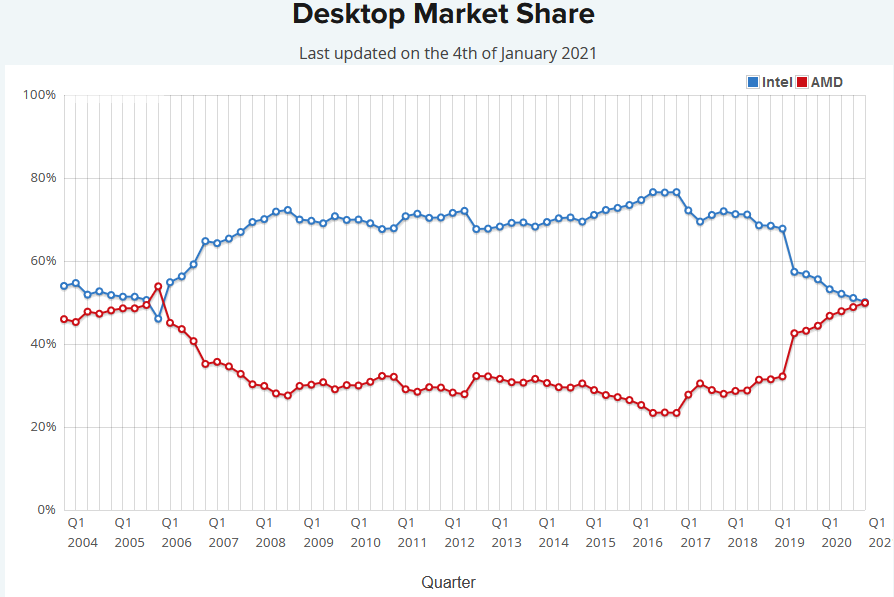 Desktop Market Share
Last updated on the 4th of January 2021
Intel AMD
100%
80%
60%
40%
20%
0%
Q1 Q1 Q1 Q1 Q1 Q1 Q1 Q1 Q1 Q1 Q1 Q1 Q1 Q1 Q1 Q1 Q1 Q1
2004 2005 2006 2007 2008 2009 2010 2011 2012 2013 2014 2015 2016 2017 2018 2019 2020 202
Quarter